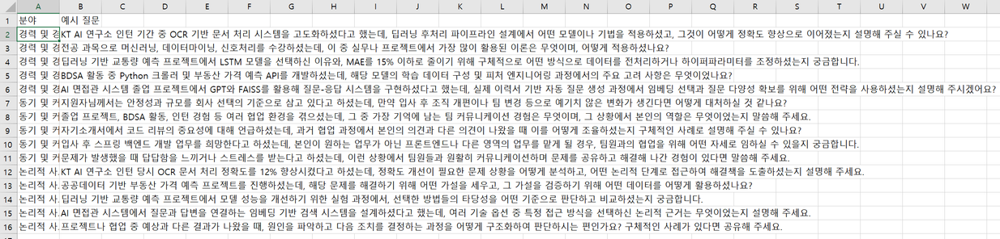 A B C D E F G H I J K L M N O P Q R S T U V W
1 분야 예시 질문
2 경력 및 경 KT AI 연구소 인턴 기간 중 OCR 기반 문서 처리 시스템을 고도화하셨다고 했는데, 딥러닝 후처리 파이프라인 설계에서 어떤 모델이나 기법을 적용하셨고, 그것이 어떻게 정확도 향상으로 이어졌는지 설명해 주실 수 있나요?
3 경력 및 경 전공 과목으로 머신러닝, 데이터마이닝, 신호처리를 수강하셨는데, 이 중 실무나 프로젝트에서 가장 많이 활용된 이론은 무엇이며, 어떻게 적용하셨나요?
4 경력 및 경 딥러닝 기반 교통량 예측 프로젝트에서 LSTM 모델을 선택하신 이유와, MAE를 15% 이하로 줄이기 위해 구체적으로 어떤 방식으로 데이터를 전처리하거나 하이퍼파라미터를 조정하셨는지 궁금합니다.
5 경력 및 경 BDSA 활동 중 Python 크롤러 및 부동산 가격 예측 API를 개발하셨는데, 해당 모델의 학습 데이터 구성 및 피처 엔지니어링 과정에서의 주요 고려 사항은 무엇이었나요?
6 경력 및 경 AI 면접관 시스템 졸업 프로젝트에서 GPT와 FAISS를 활용해 질문-응답 시스템을 구현하셨다고 했는데, 실제 이력서 기반 자동 질문 생성 과정에서 임베딩 선택과 질문 다양성 확보를 위해 어떤 전략을 사용하셨는지 설명해 주시겠어요?
7 동기 및 커 지원자님께서는 안정성과 규모를 회사 선택의 기준으로 삼고 있다고 하셨는데, 만약 입사 후 조직 개편이나 팀 변경 등으로 예기치 않은 변화가 생긴다면 어떻게 대처하실 것 같나요?
8 동기 및 커 졸업 프로젝트, BDSA 활동, 인턴 경험 등 여러 협업 환경을 겪으셨는데, 그 중 가장 기억에 남는 팀 커뮤니케이션 경험은 무엇이며, 그 상황에서 본인의 역할은 무엇이었는지 말씀해 주세요.
9 동기 및 커 자기소개서에서 코드 리뷰의 중요성에 대해 언급하셨는데, 과거 협업 과정에서 본인의 의견과 다른 의견이 나왔을 때 이를 어떻게 조율하셨는지 구체적인 사례로 설명해 주실 수 있나요?
10 동기 및 커 입사 후 스프링 백엔드 개발 업무를 희망한다고 하셨는데, 본인이 원하는 업무가 아닌 프론트엔드나 다른 영역의 업무를 맡게 될 경우, 팀원과의 협업을 위해 어떤 자세로 임하실 수 있을지 궁금합니다.
11 동기 및 커 문제가 발생했을 때 답답함을 느끼거나 스트레스를 받는다고 하셨는데, 이런 상황에서 팀원들과 원활히 커뮤니케이션하며 문제를 공유하고 해결해 나간 경험이 있다면 말씀해 주세요.
12 논리적 사. KT AI 연구소 인턴 당시 OCR 문서 처리 정확도를 12% 향상시켰다고 하셨는데, 정확도 개선이 필요한 문제 상황을 어떻게 분석하고, 어떤 논리적 단계로 접근하여 해결책을 도출하셨는지 설명해 주세요.
13 논리적 사. 공공데이터 기반 부동산 가격 예측 프로젝트를 진행하셨는데, 해당 문제를 해결하기 위해 어떤 가설을 세우고, 그 가설을 검증하기 위해 어떤 데이터를 어떻게 활용하셨나요?
14 논리적 사. 딥러닝 기반 교통량 예측 프로젝트에서 모델 성능을 개선하기 위한 실험 과정에서, 선택한 방법들의 타당성을 어떤 기준으로 판단하고 비교하셨는지 궁금합니다.
15 논리적 사. AI 면접관 시스템에서 질문과 답변을 연결하는 임베딩 기반 검색 시스템을 설계하셨다고 했는데, 여러 기술 옵션 중 특정 접근 방식을 선택하신 논리적 근거는 무엇이었는지 설명해 주세요.
16 논리적 사. 프로젝트나 협업 중 예상과 다른 결과가 나왔을 때, 원인을 파악하고 다음 조치를 결정하는 과정을 어떻게 구조화하여 판단하시는 편인가요? 구체적인 사례가 있다면 공유해 주세요.